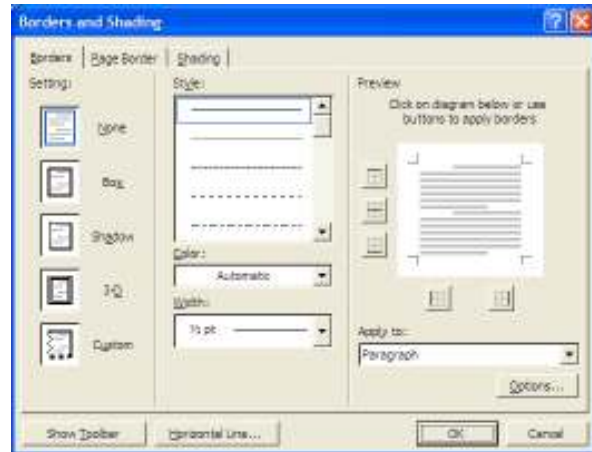 Borders and Shading
Borders Page Border Shading
Setting:
None
Box
Shadow
3-D
Custom
Style:
Color:
Automatic
Width:
½ pt
Preview
Click on diagram below or use
buttons to apply borders
Apply to:
Paragraph
Options...
Show Toolbar Horizontal Line... OK Cancel